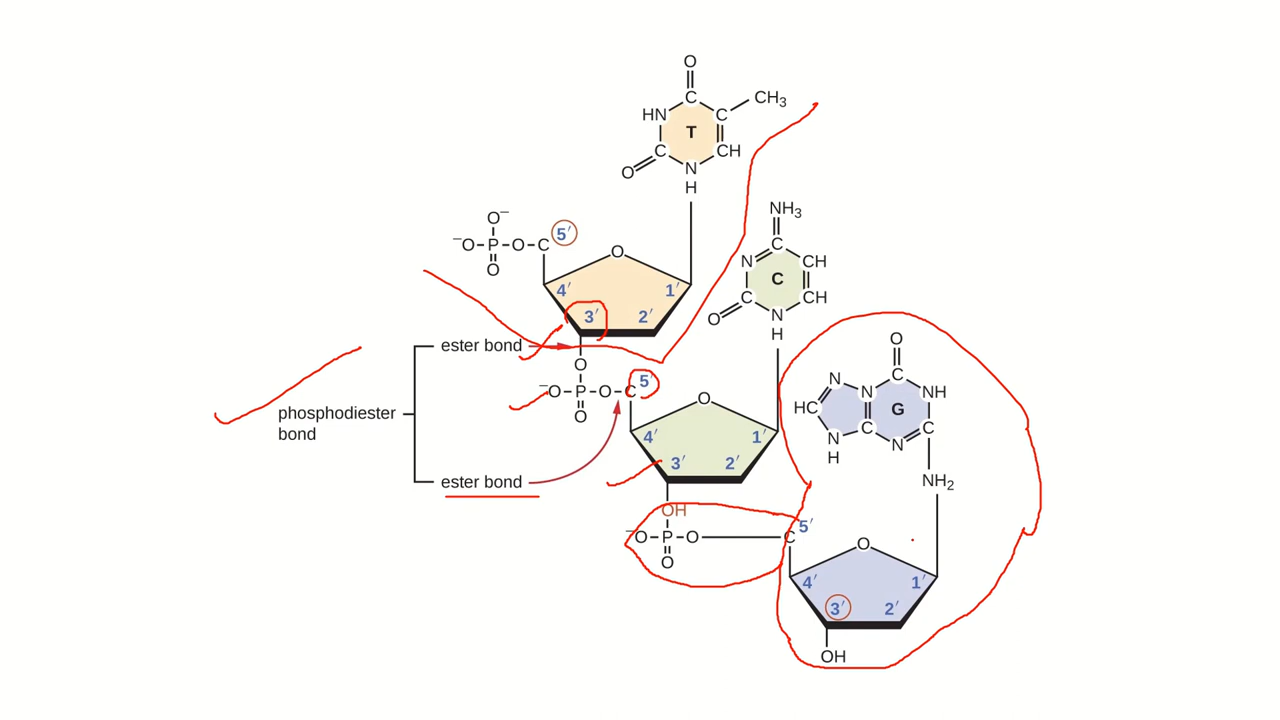 O
C
CH₃
HN
C
T
C
CH
O
N
H
O⁻
⁻O P O C 5′
O
O
4′ 1′
3′ 2′
NH₃
C
N CH
C
C CH
O
N
H
ester bond
O
⁻O P O C 5′
O
O
phosphodiester
bond
4′ 1′
3′ 2′
ester bond
OH
⁻O P O C 5′
O
O
C
N N NH
HC G
C C
N N
H
NH₂
O
4′ 1′
3′ 2′
OH